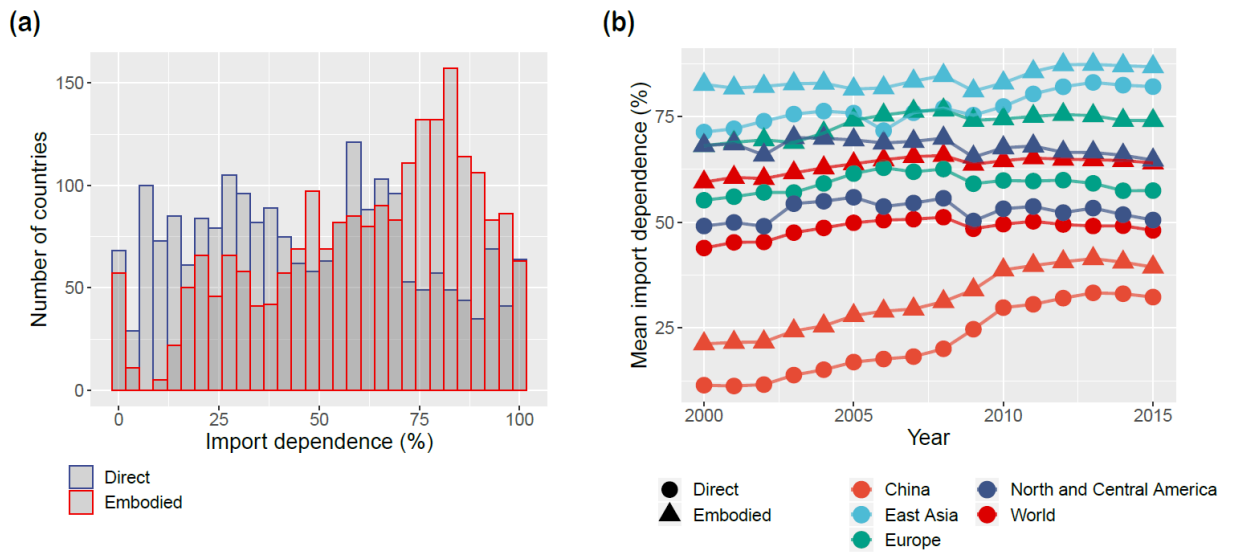 (a)
Number of countries
150
100
50
0
0 25 50 75 100
Import dependence (%)
Direct
Embodied
(b)
Mean import dependence (%)
75
50
25
2000 2005 2010 2015
Year
Direct
Embodied
China
East Asia
Europe
North and Central America
World